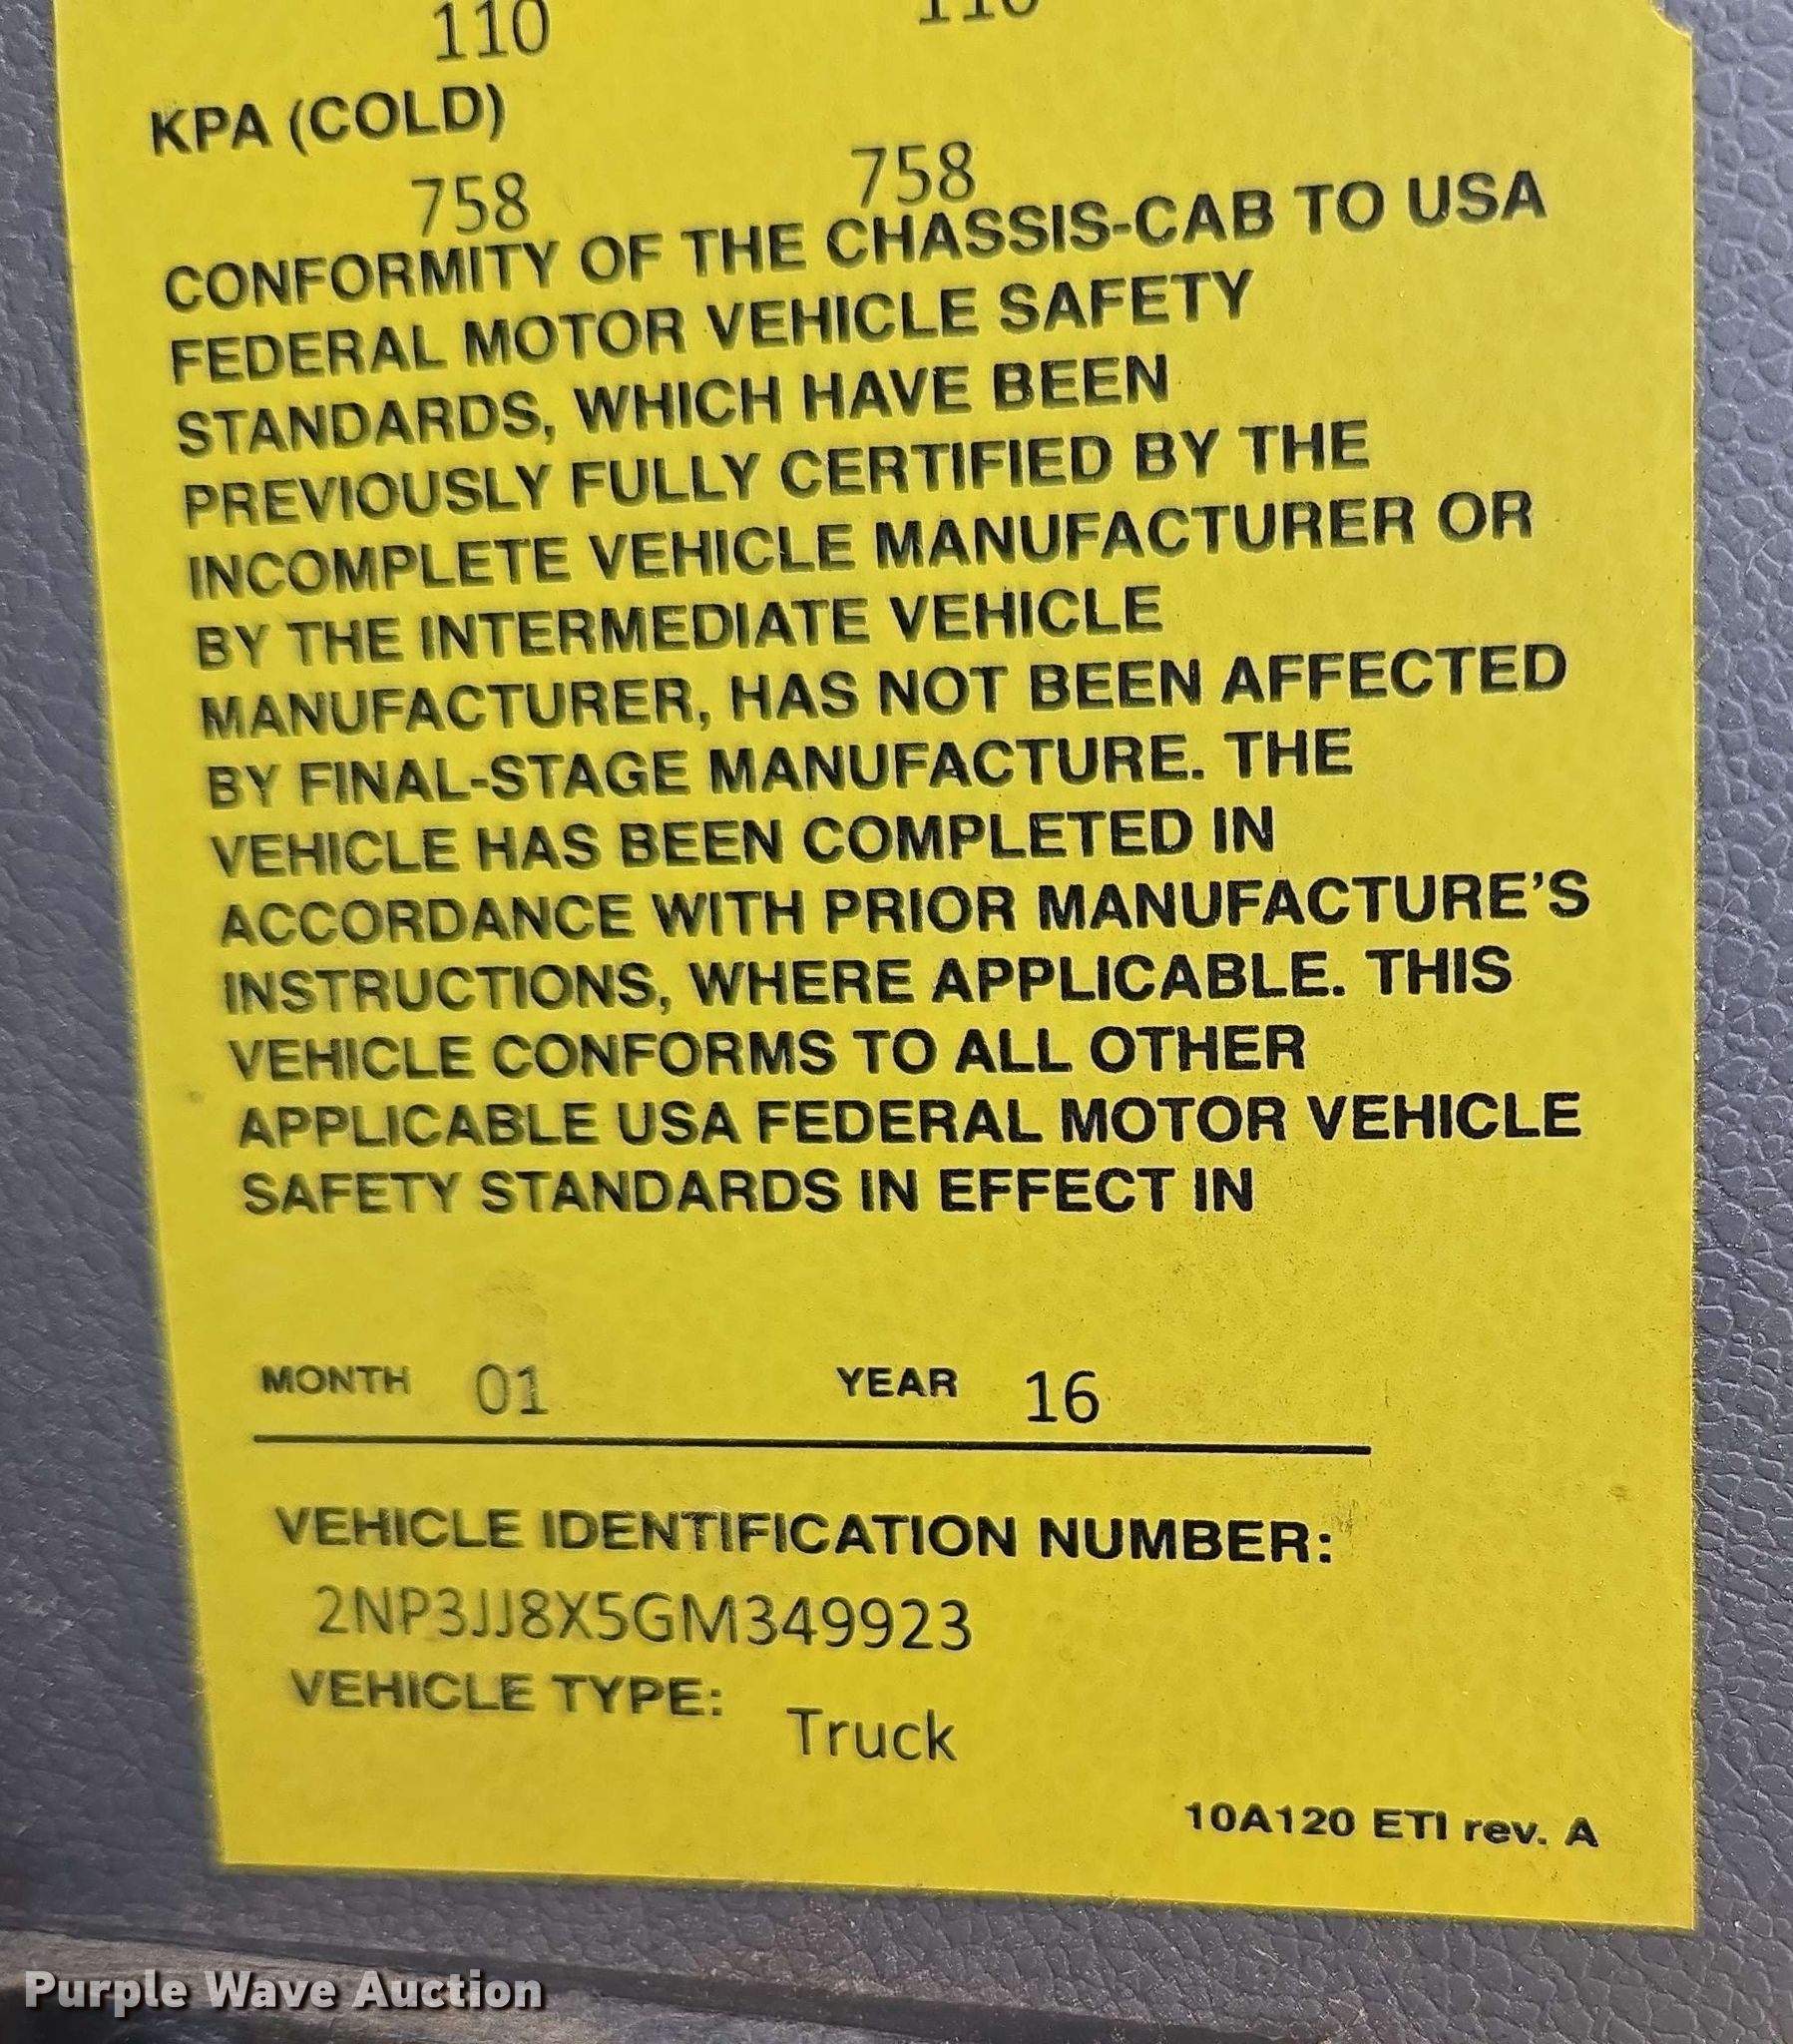 110 110
KPA (COLD)
758 758
CONFORMITY OF THE CHASSIS-CAB TO USA
FEDERAL MOTOR VEHICLE SAFETY
STANDARDS, WHICH HAVE BEEN
PREVIOUSLY FULLY CERTIFIED BY THE
INCOMPLETE VEHICLE MANUFACTURER OR
BY THE INTERMEDIATE VEHICLE
MANUFACTURER, HAS NOT BEEN AFFECTED
BY FINAL-STAGE MANUFACTURE. THE
VEHICLE HAS BEEN COMPLETED IN
ACCORDANCE WITH PRIOR MANUFACTURE'S
INSTRUCTIONS, WHERE APPLICABLE. THIS
VEHICLE CONFORMS TO ALL OTHER
APPLICABLE USA FEDERAL MOTOR VEHICLE
SAFETY STANDARDS IN EFFECT IN
MONTH 01 YEAR 16
VEHICLE IDENTIFICATION NUMBER:
2NP3JJ8X5GM349923
VEHICLE TYPE: Truck
10A120 ETI rev. A
Purple Wave Auction